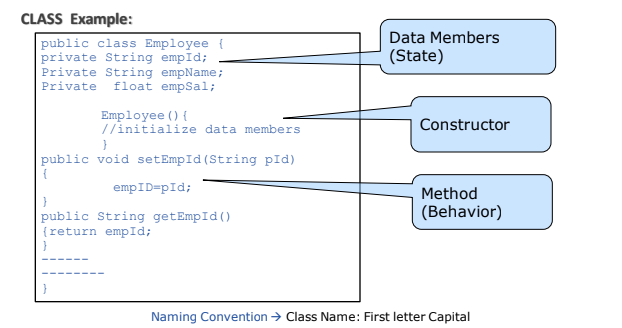 CLASS Example:
public class Employee {
private String empId;
Private String empName;
Private float empSal;
Employee(){
//initialize data members
}
public void setEmpId(String pId)
{
empID=pId;
}
public String getEmpId()
{return empId;
}
------
--------
}
Data Members
(State)
Constructor
Method
(Behavior)
Naming Convention → Class Name: First letter Capital